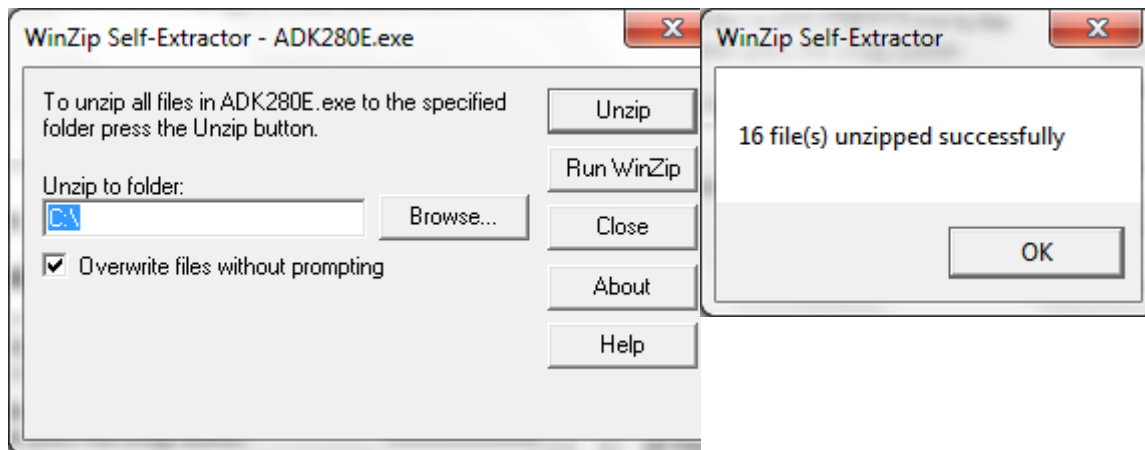 WinZip Self-Extractor - ADK280E.exe
To unzip all files in ADK280E.exe to the specified
folder press the Unzip button.
Unzip to folder:
C:\
Browse...
Overwrite files without prompting
Unzip
Run WinZip
Close
About
Help
WinZip Self-Extractor
16 file(s) unzipped successfully
OK